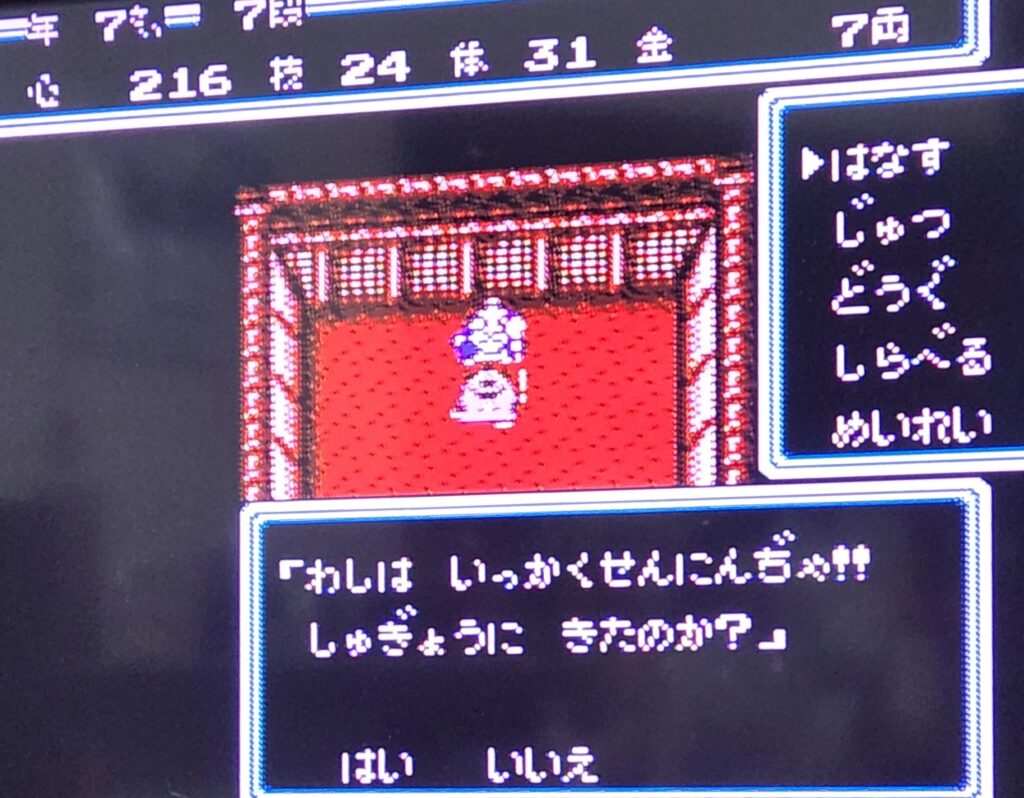 年 7さい 7段
心 216 技 24 体 31 金 7両
▶はなす
じゅつ
どうぐ
しらべる
めいれい
「わしは いっかくせんにんぢゃ!!
しゅぎょうに きたのか?」
はい いいえ